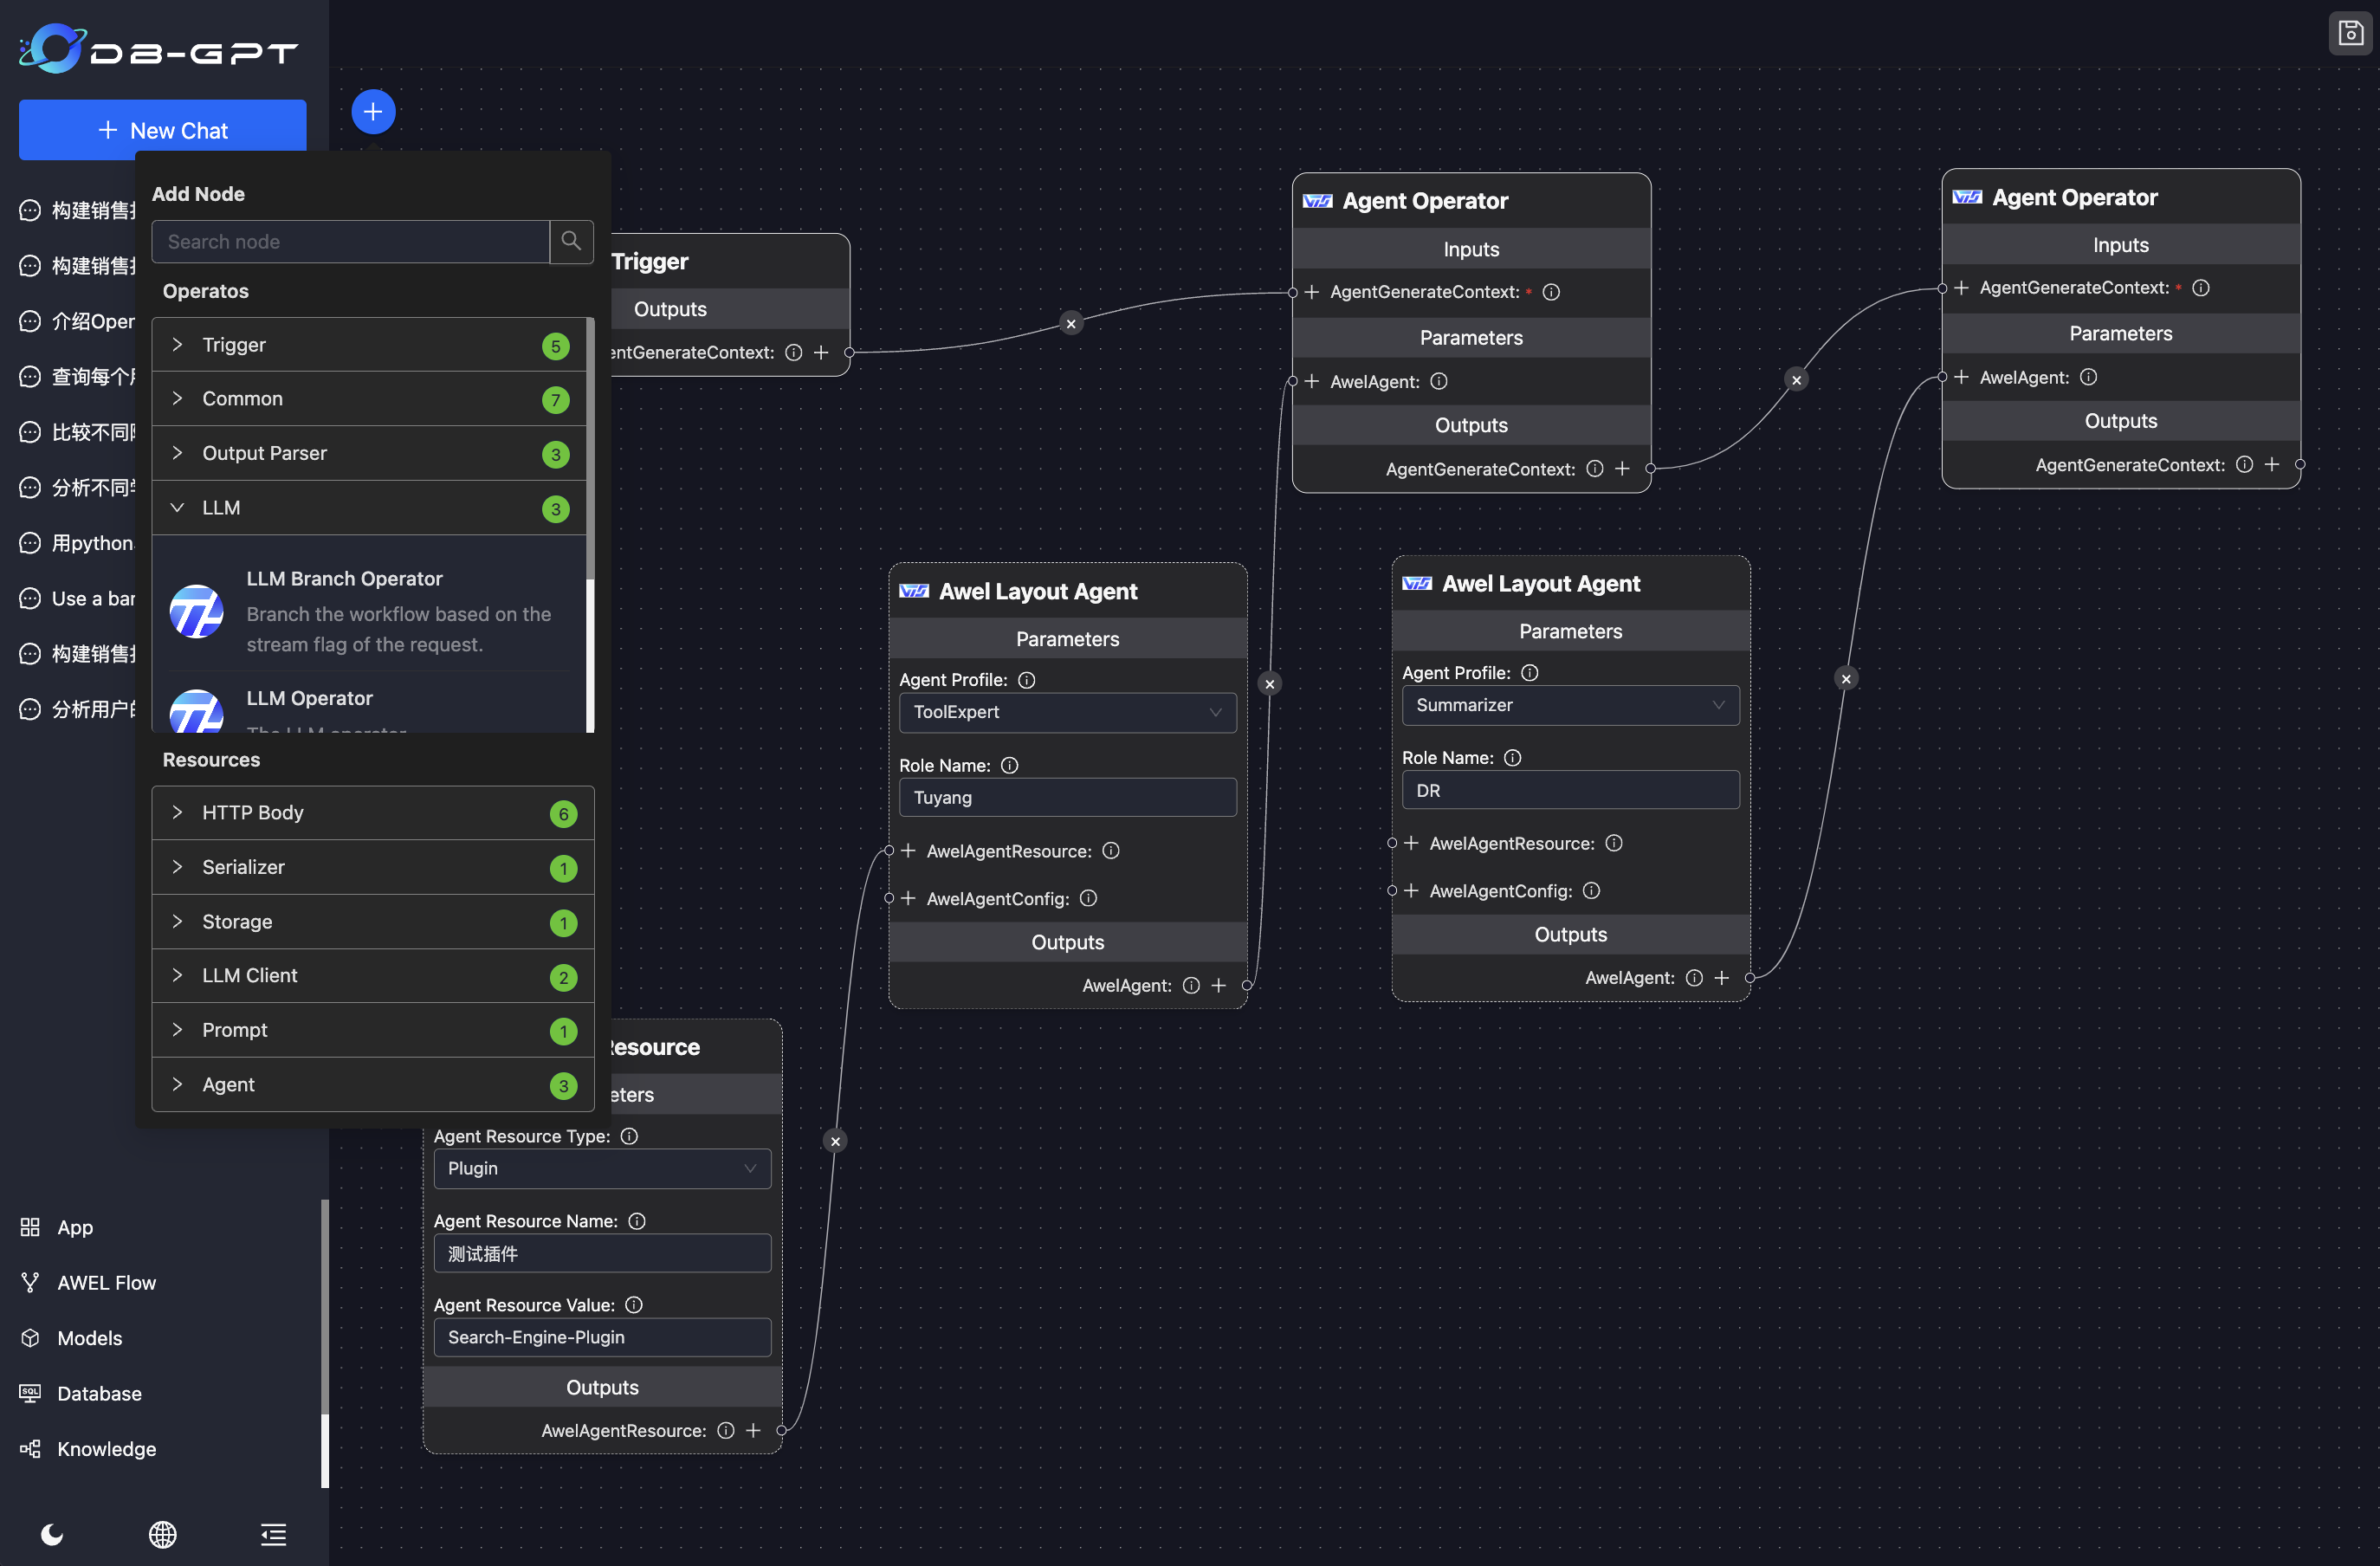 DB-GPT
+ New Chat
构建销售
构建销售
介绍Oper
查询每个
比较不同
分析不同
用python
Use a bar
构建销售
分析用户
App
AWEL Flow
Models
Database
Knowledge
Add Node
Search node
Operatos
Trigger 5
Common 7
Output Parser 3
LLM 3
LLM Branch Operator
Branch the workflow based on the
stream flag of the request.
LLM Operator
The LLM operator
Resources
HTTP Body 6
Serializer 1
Storage 1
LLM Client 2
Prompt 1
Agent 3
Trigger
Outputs
entGenerateContext:
Resource
eters
Agent Resource Type:
Plugin
Agent Resource Name:
测试插件
Agent Resource Value:
Search-Engine-Plugin
Outputs
AwelAgentResource:
Awel Layout Agent
Parameters
Agent Profile:
ToolExpert
Role Name:
Tuyang
AwelAgentResource:
AwelAgentConfig:
Outputs
AwelAgent:
Agent Operator
Inputs
AgentGenerateContext: *
Parameters
AwelAgent:
Outputs
AgentGenerateContext:
Awel Layout Agent
Parameters
Agent Profile:
Summarizer
Role Name:
DR
AwelAgentResource:
AwelAgentConfig:
Outputs
AwelAgent:
Agent Operator
Inputs
AgentGenerateContext: *
Parameters
AwelAgent:
Outputs
AgentGenerateContext: